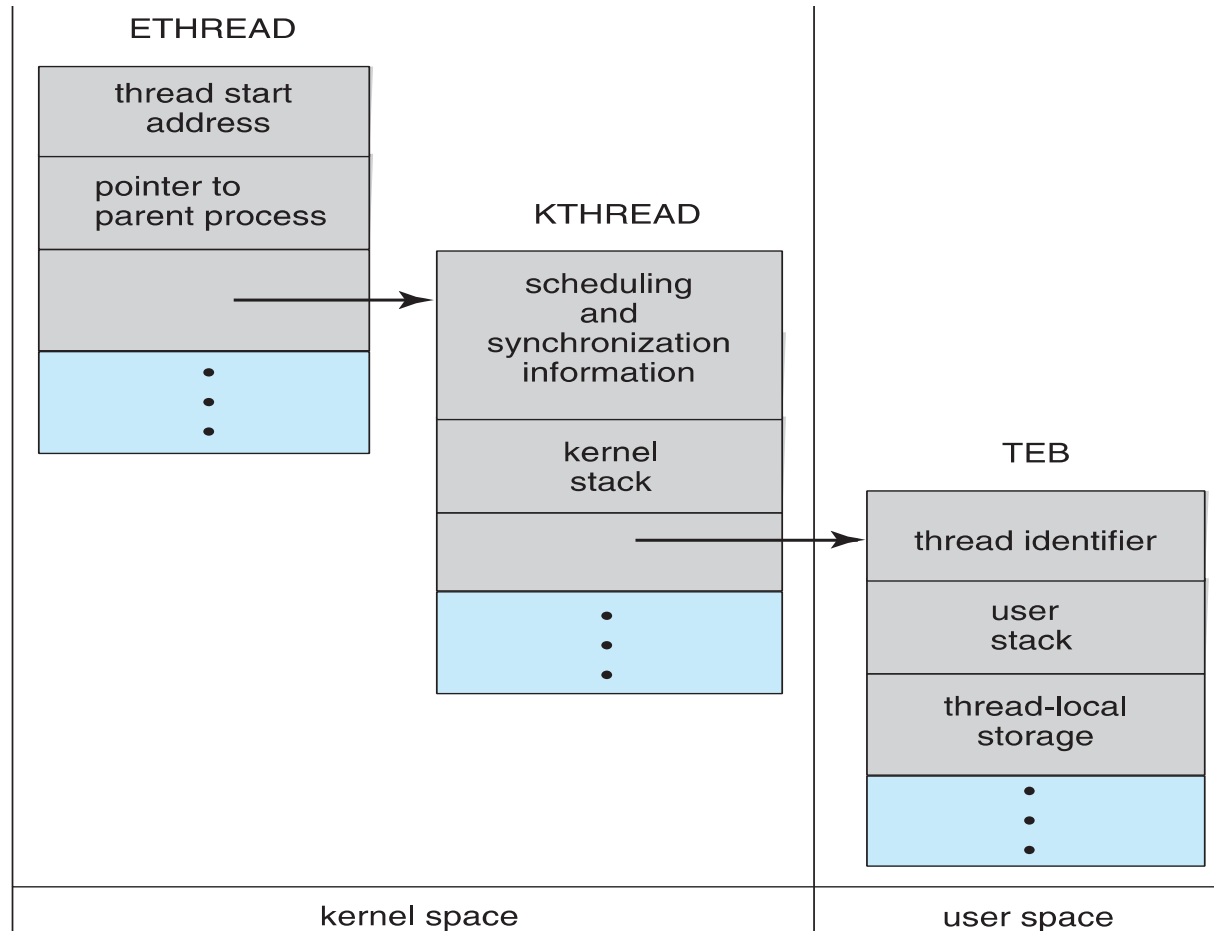 ETHREAD
thread start
address
pointer to
parent process
KTHREAD
scheduling
and
synchronization
information
kernel
stack
TEB
thread identifier
user
stack
thread-local
storage
kernel space
user space